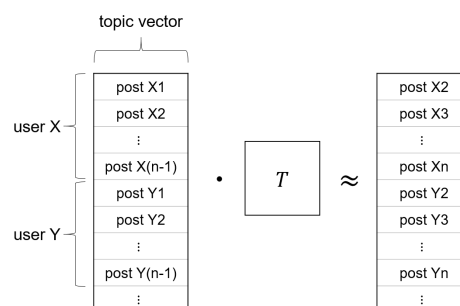 topic vector
user X
post X1
post X2
⋮
post X(n-1)
user Y
post Y1
post Y2
⋮
post Y(n-1)
⋮
· T ≈
post X2
post X3
⋮
post Xn
post Y2
post Y3
⋮
post Yn
⋮